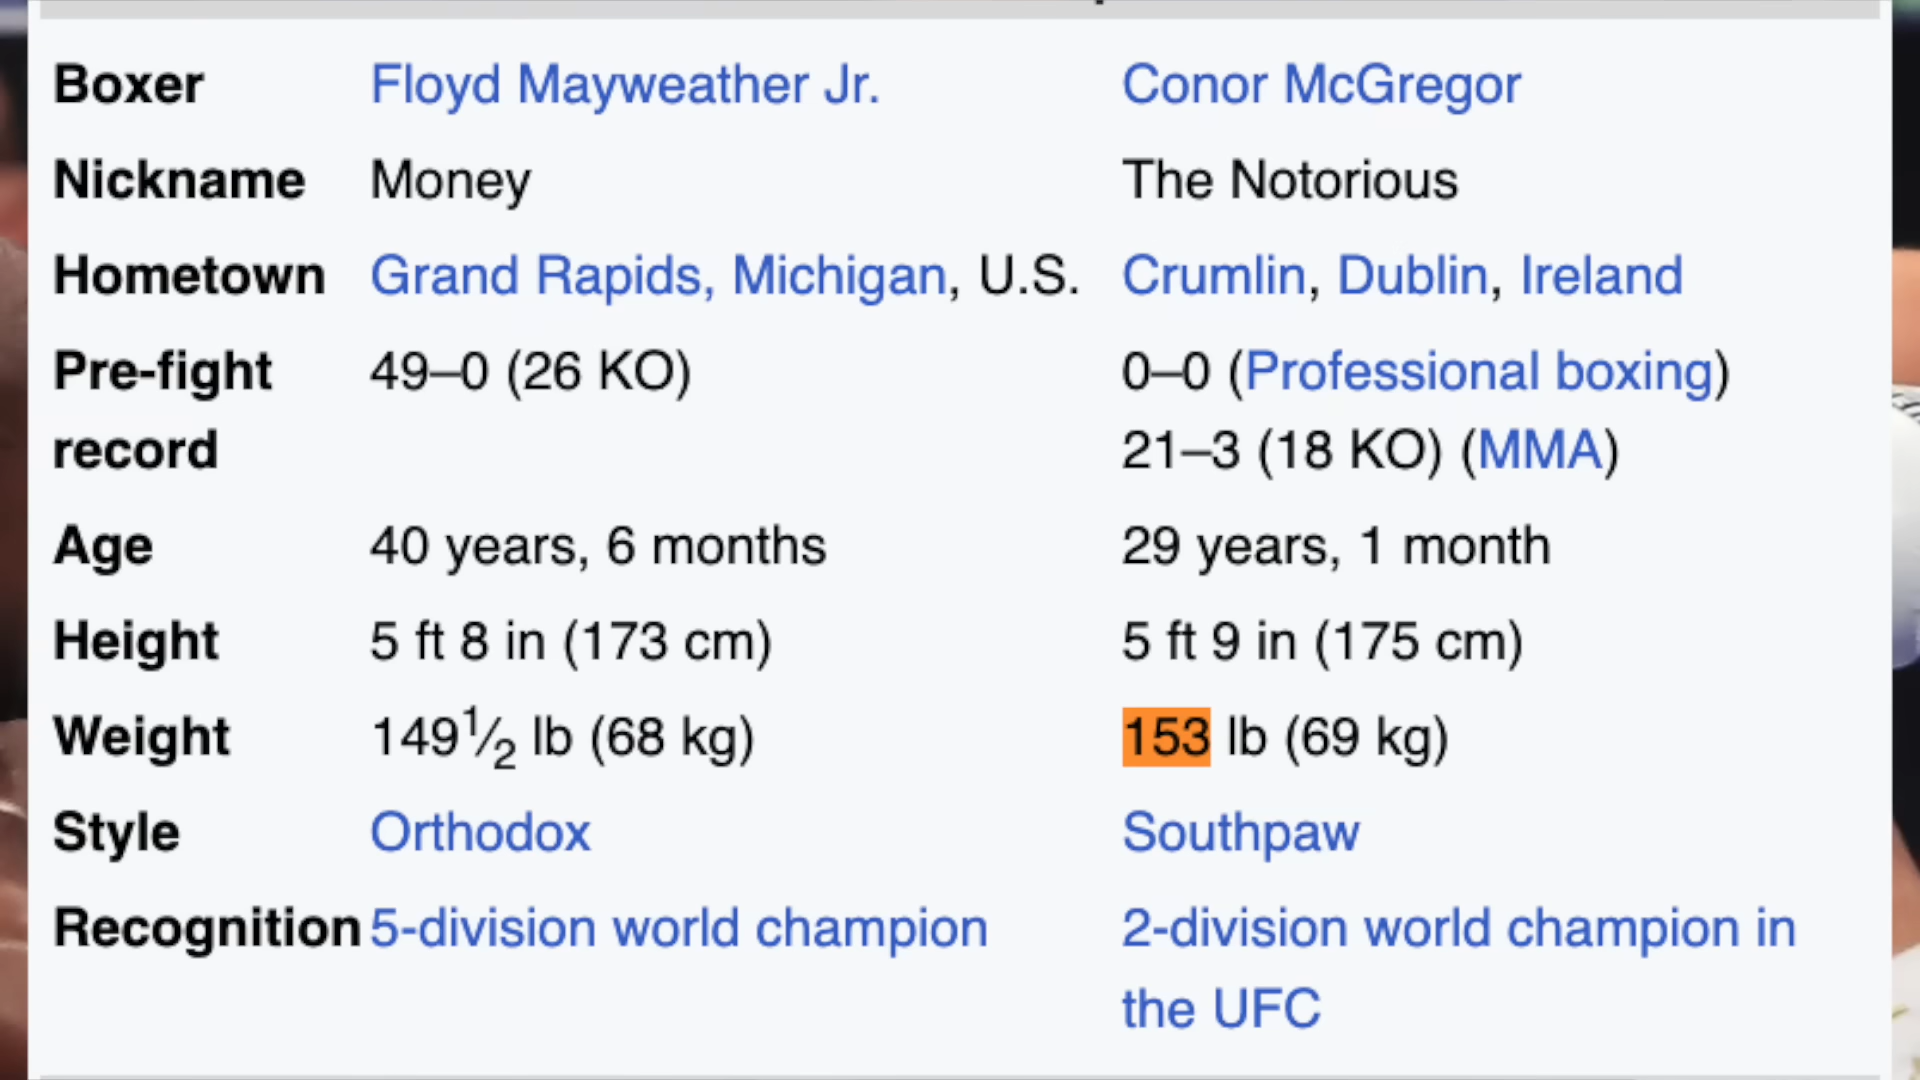 Boxer Floyd Mayweather Jr. Conor McGregor
Nickname Money The Notorious
Hometown Grand Rapids, Michigan, U.S. Crumlin, Dublin, Ireland
Pre-fight 49–0 (26 KO) 0–0 (Professional boxing)
record 21–3 (18 KO) (MMA)
Age 40 years, 6 months 29 years, 1 month
Height 5 ft 8 in (173 cm) 5 ft 9 in (175 cm)
Weight 149 1⁄2 lb (68 kg) 153 lb (69 kg)
Style Orthodox Southpaw
Recognition 5-division world champion 2-division world champion in
the UFC